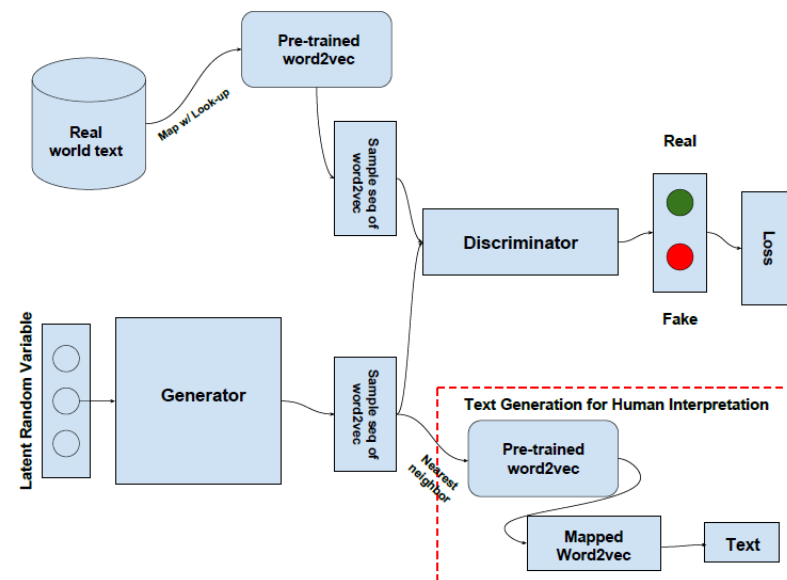 Pre-trained
word2vec
Real
world text
Map w/ Look-up
Sample seq of
word2vec
Real
Discriminator
Loss
Fake
Latent Random Variable
Generator
Sample seq of
word2vec
Text Generation for Human Interpretation
Nearest
neighbor
Pre-trained
word2vec
Mapped
Word2vec
Text